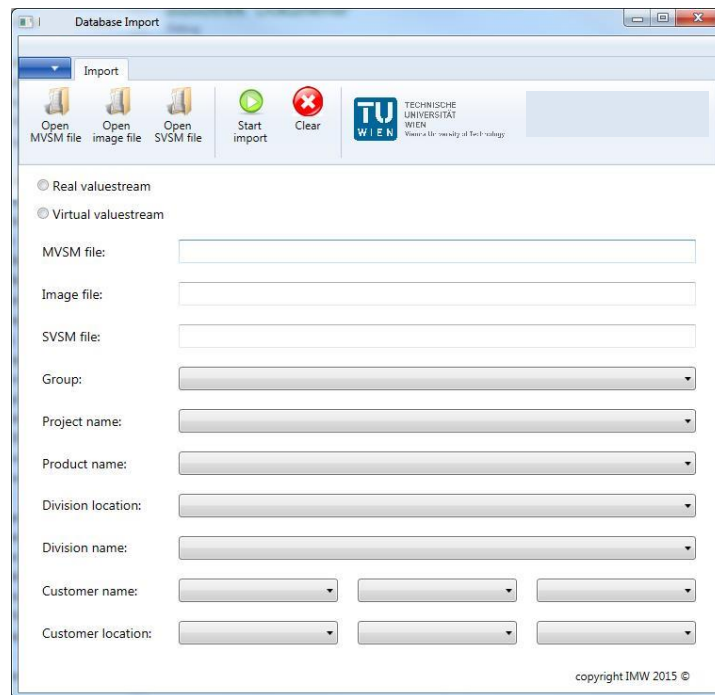 Database Import
Import
Open MVSM file
Open image file
Open SVSM file
Start import
Clear
TU WIEN
TECHNISCHE
UNIVERSITÄT
WIEN
Vienna University of Technology
Real valuestream
Virtual valuestream
MVSM file:
Image file:
SVSM file:
Group:
Project name:
Product name:
Division location:
Division name:
Customer name:
Customer location:
copyright IMW 2015 ©